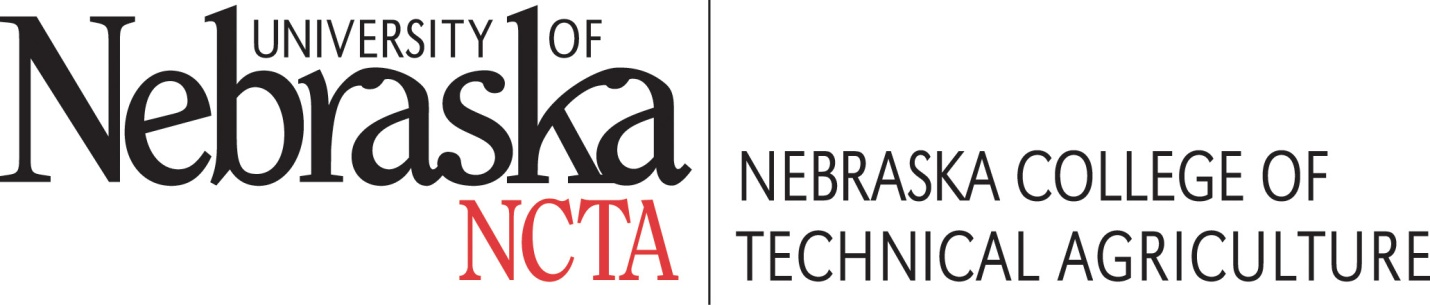 UNIVERSITY OF
Nebraska
NCTA
NEBRASKA COLLEGE OF
TECHNICAL AGRICULTURE